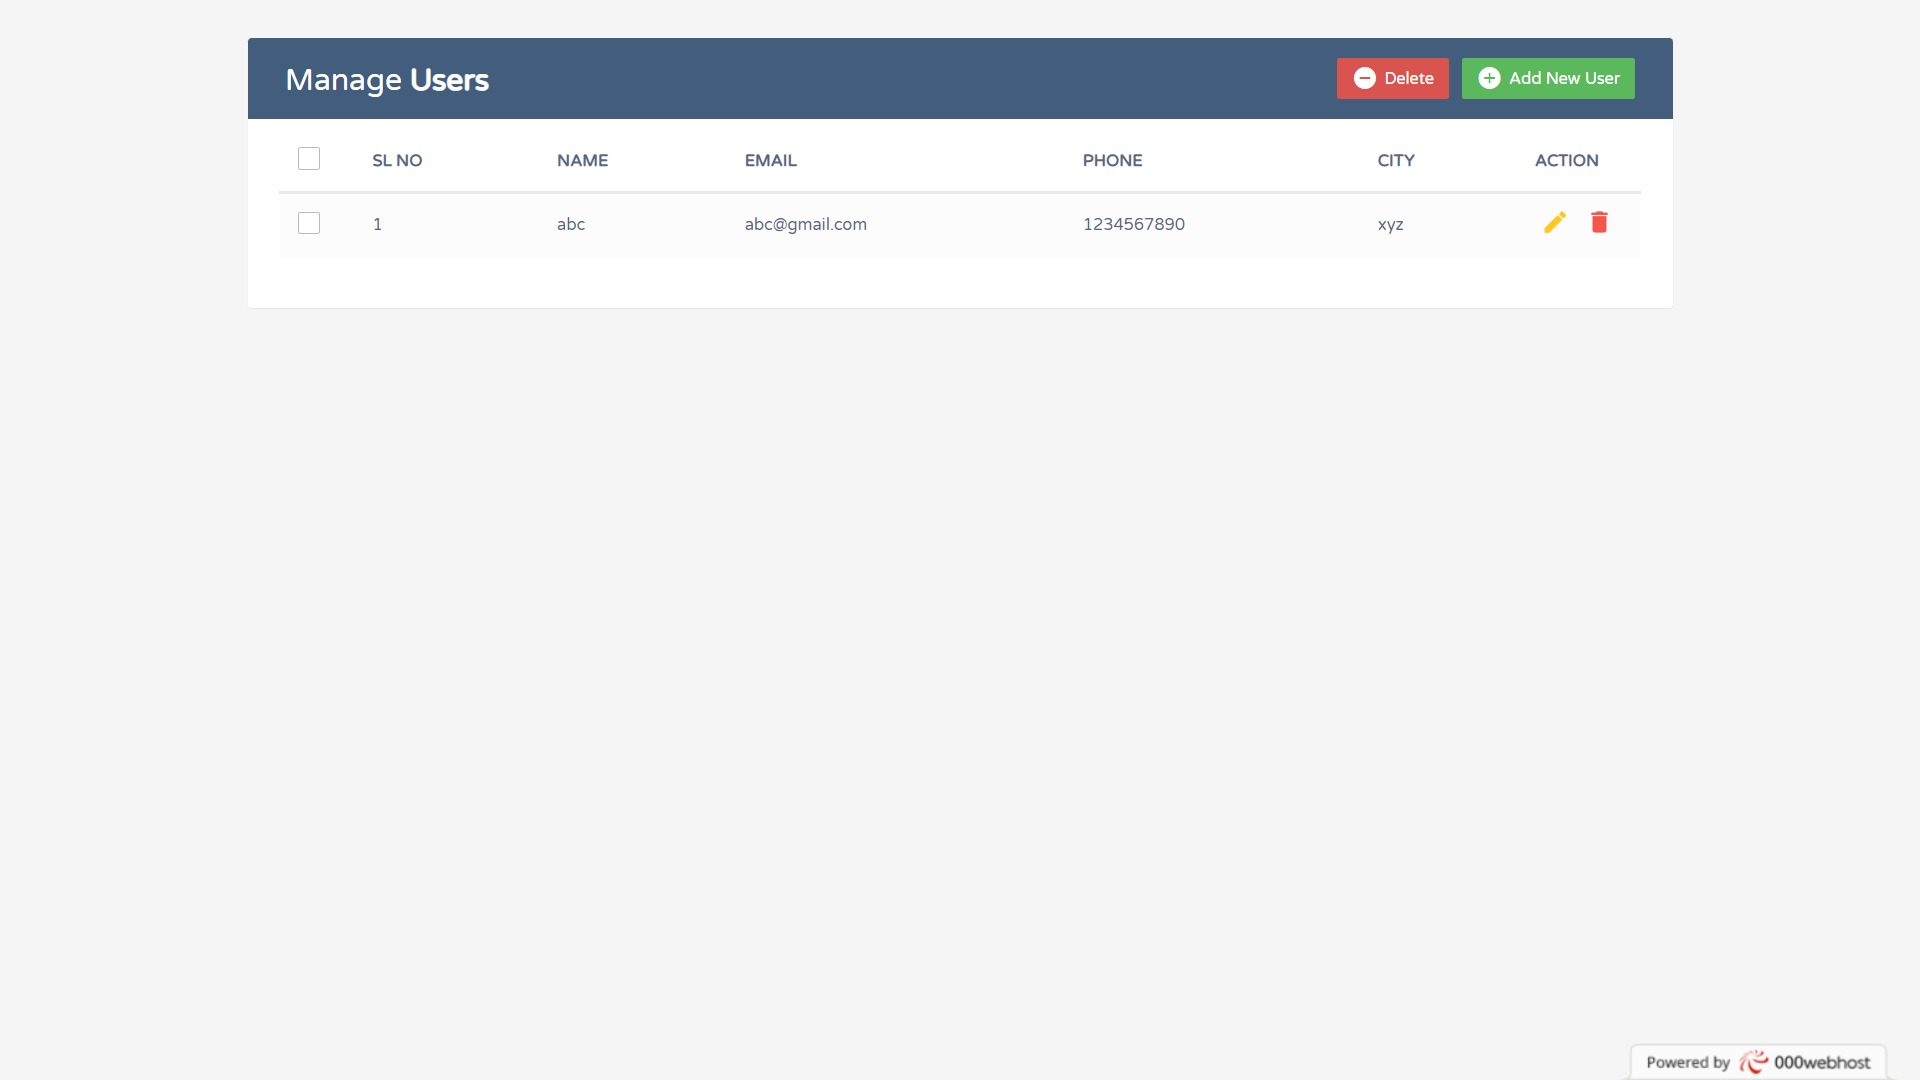 Manage Users
Delete
Add New User
SL NO NAME EMAIL PHONE CITY ACTION
1 abc abc@gmail.com 1234567890 xyz
Powered by 000webhost